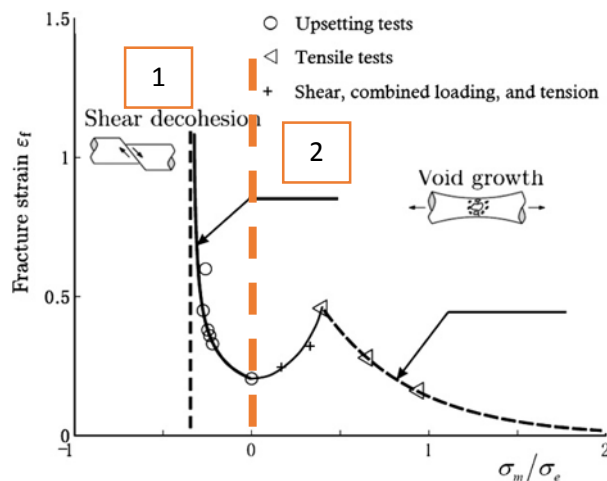 1.5
Upsetting tests
Tensile tests
Shear, combined loading, and tension
1
Shear decohesion
2
1
Void growth
Fracture strain εf
0.5
0
-1
0
1
2
σm/σe